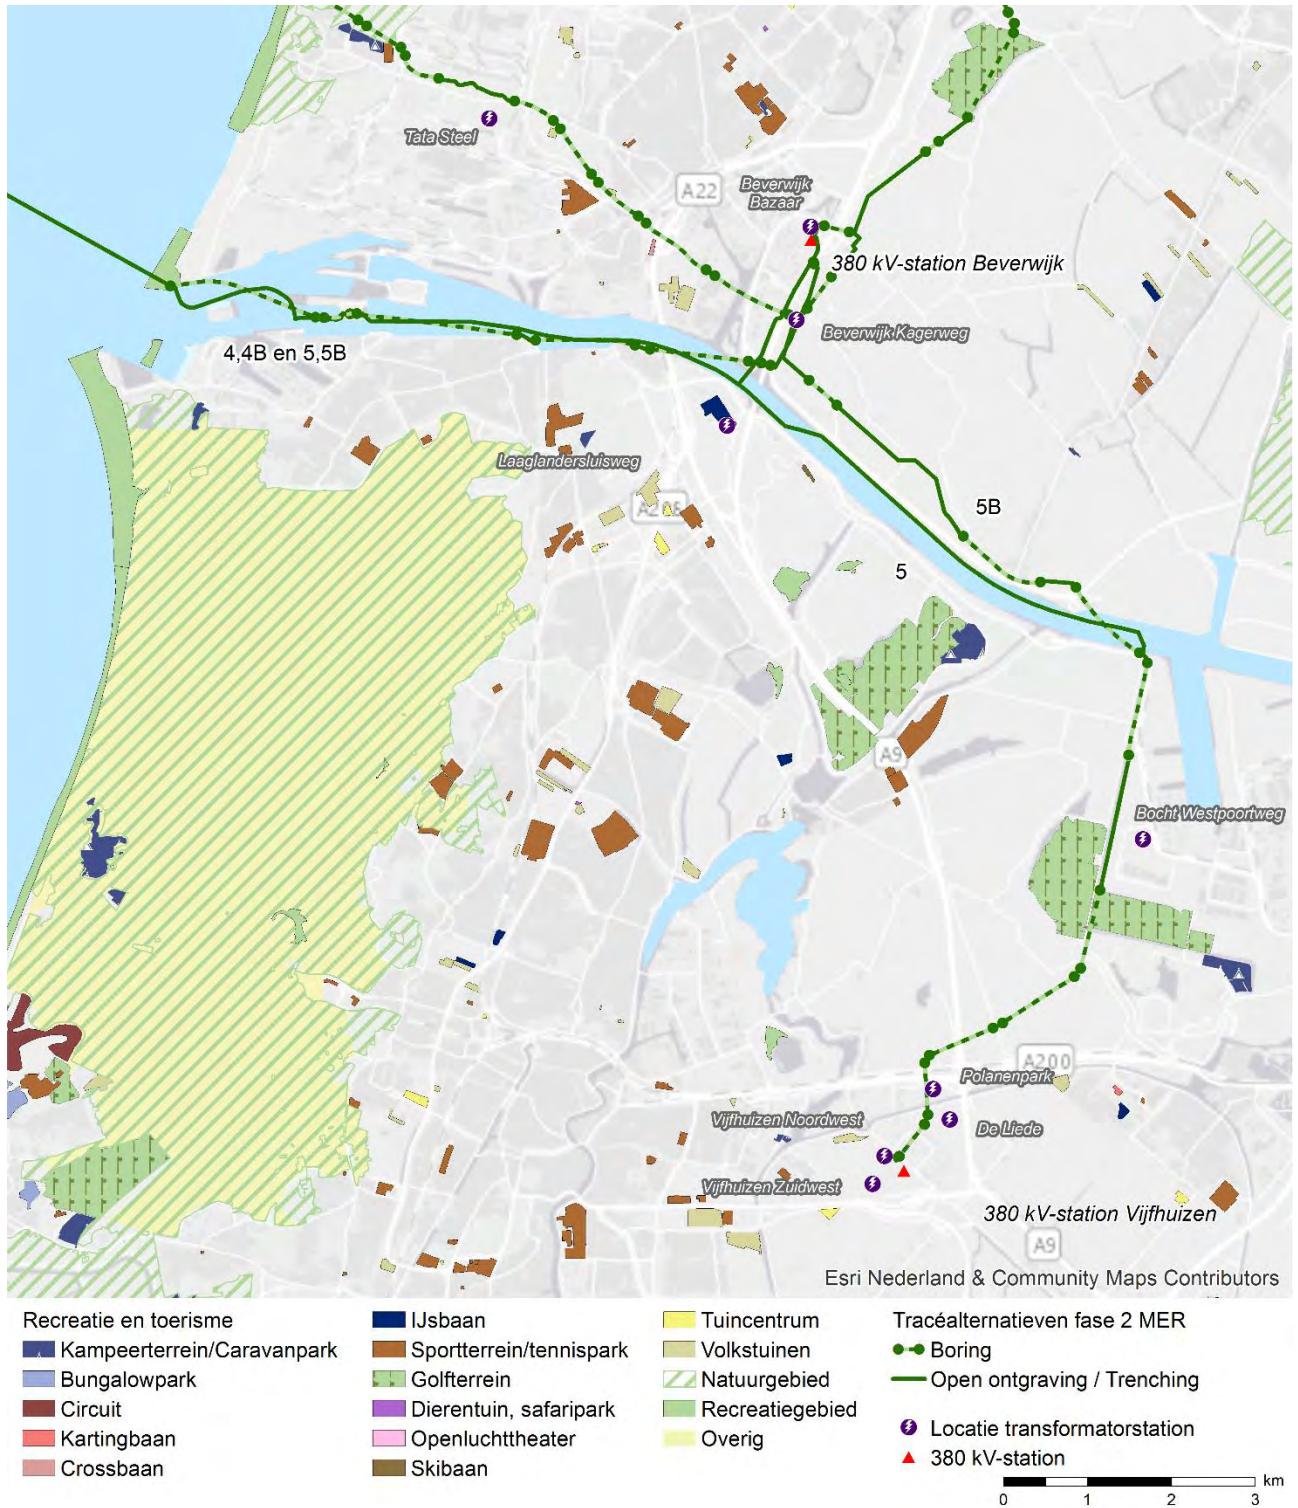 Tata Steel
A22
Beverwijk
Bazaar
380 kV-station Beverwijk
Beverwijk Kagerweg
4,4B en 5,5B
Laaglandersluisweg
A208
5B
5
A9
Bocht Westpoortweg
A200
Polanenpark
Vijfhuizen Noordwest
De Liede
Vijfhuizen Zuidwest
380 kV-station Vijfhuizen
A9
Esri Nederland & Community Maps Contributors
Recreatie en toerisme
Kampeerterrein/Caravanpark
Bungalowpark
Circuit
Kartingbaan
Crossbaan
IJsbaan
Sportterrein/tennispark
Golfterrein
Dierentuin, safaripark
Openluchttheater
Skibaan
Tuincentrum
Volkstuinen
Natuurgebied
Recreatiegebied
Overig
Tracéalternatieven fase 2 MER
Boring
Open ontgraving / Trenching
Locatie transformatorstation
380 kV-station
km
0 1 2 3